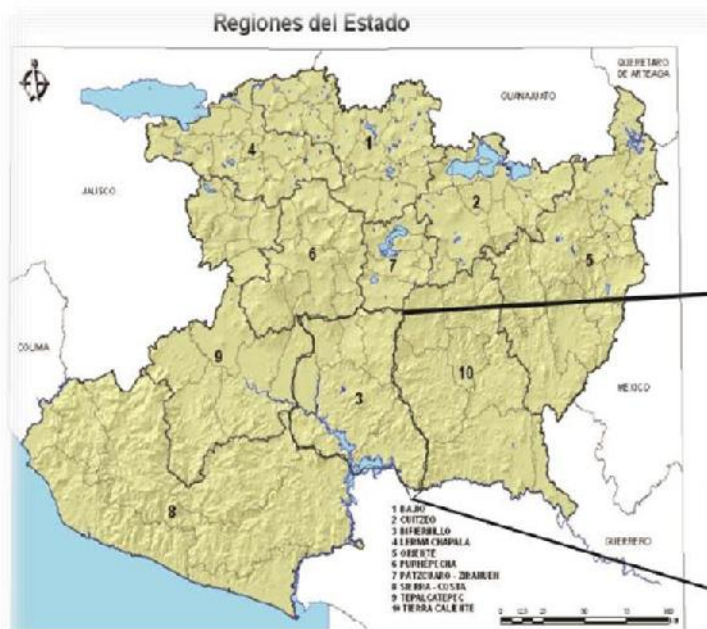 Regiones del Estado
QUERETARO
DE ARTEAGA
GUANAJUATO
JALISCO
COLIMA
MEXICO
GUERRERO
4
1
2
6
7
5
9
10
3
8
1 BAJIO
2 CUITZEO
3 INFIERNILLO
4 LERMA CHAPALA
5 ORIENTE
6 PURHÉPECHA
7 PÁTZCUARO - ZIRAHUEN
8 SIERRA - COSTA
9 TEPALCATEPEC
10 TIERRA CALIENTE